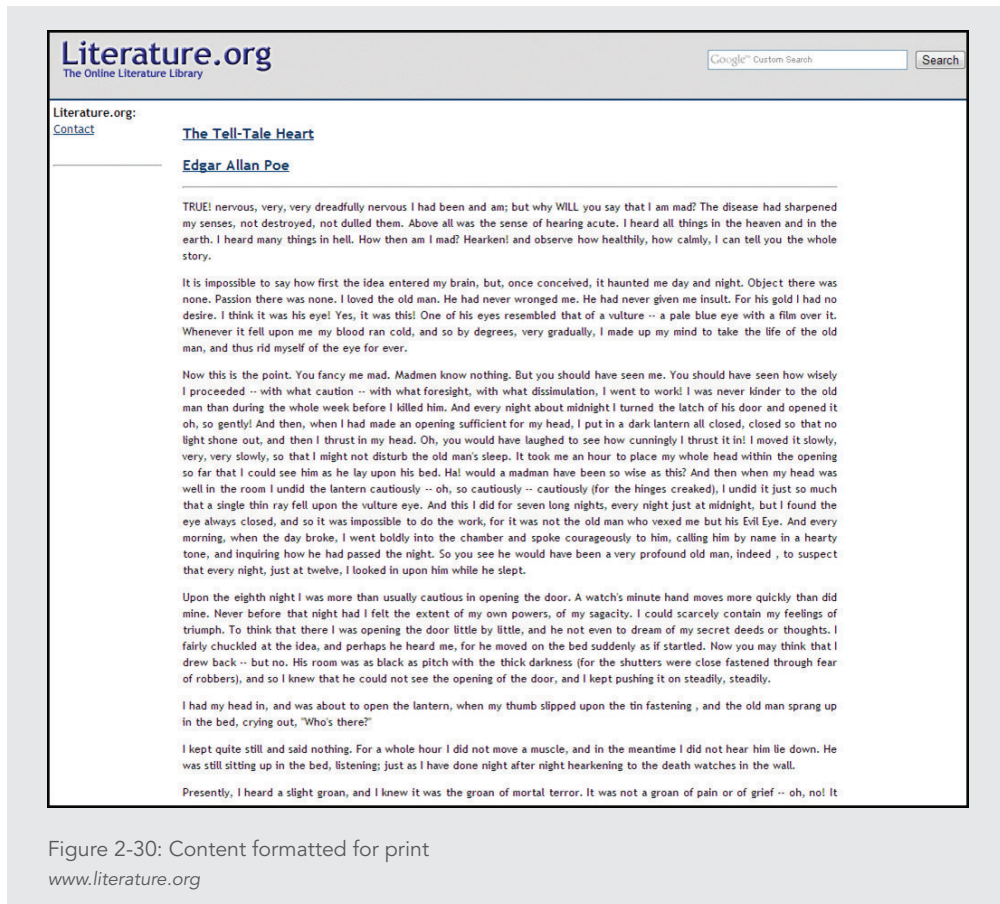 Literature.org
The Online Literature Library
Google™ Custom Search
Search
Literature.org:
Contact
The Tell-Tale Heart
Edgar Allan Poe
TRUE! nervous, very, very dreadfully nervous I had been and am; but why WILL you say that I am mad? The disease had sharpened
my senses, not destroyed, not dulled them. Above all was the sense of hearing acute. I heard all things in the heaven and in the
earth. I heard many things in hell. How then am I mad? Hearken! and observe how healthily, how calmly, I can tell you the whole
story.
It is impossible to say how first the idea entered my brain, but, once conceived, it haunted me day and night. Object there was
none. Passion there was none. I loved the old man. He had never wronged me. He had never given me insult. For his gold I had no
desire. I think it was his eye! Yes, it was this! One of his eyes resembled that of a vulture -- a pale blue eye with a film over it.
Whenever it fell upon me my blood ran cold, and so by degrees, very gradually, I made up my mind to take the life of the old
man, and thus rid myself of the eye for ever.
Now this is the point. You fancy me mad. Madmen know nothing. But you should have seen me. You should have seen how wisely
I proceeded -- with what caution -- with what foresight, with what dissimulation, I went to work! I was never kinder to the old
man than during the whole week before I killed him. And every night about midnight I turned the latch of his door and opened it
oh, so gently! And then, when I had made an opening sufficient for my head, I put in a dark lantern all closed, closed so that no
light shone out, and then I thrust in my head. Oh, you would have laughed to see how cunningly I thrust it in! I moved it slowly,
very, very slowly, so that I might not disturb the old man's sleep. It took me an hour to place my whole head within the opening
so far that I could see him as he lay upon his bed. Ha! would a madman have been so wise as this? And then when my head was
well in the room I undid the lantern cautiously -- oh, so cautiously -- cautiously (for the hinges creaked), I undid it just so much
that a single thin ray fell upon the vulture eye. And this I did for seven long nights, every night just at midnight, but I found the
eye always closed, and so it was impossible to do the work, for it was not the old man who vexed me but his Evil Eye. And every
morning, when the day broke, I went boldly into the chamber and spoke courageously to him, calling him by name in a hearty
tone, and inquiring how he had passed the night. So you see he would have been a very profound old man, indeed , to suspect
that every night, just at twelve, I looked in upon him while he slept.
Upon the eighth night I was more than usually cautious in opening the door. A watch's minute hand moves more quickly than did
mine. Never before that night had I felt the extent of my own powers, of my sagacity. I could scarcely contain my feelings of
triumph. To think that there I was opening the door little by little, and he not even to dream of my secret deeds or thoughts. I
fairly chuckled at the idea, and perhaps he heard me, for he moved on the bed suddenly as if startled. Now you may think that I
drew back -- but no. His room was as black as pitch with the thick darkness (for the shutters were close fastened through fear
of robbers), and so I knew that he could not see the opening of the door, and I kept pushing it on steadily, steadily.
I had my head in, and was about to open the lantern, when my thumb slipped upon the tin fastening , and the old man sprang up
in the bed, crying out, "Who's there?"
I kept quite still and said nothing. For a whole hour I did not move a muscle, and in the meantime I did not hear him lie down. He
was still sitting up in the bed, listening; just as I have done night after night hearkening to the death watches in the wall.
Presently, I heard a slight groan, and I knew it was the groan of mortal terror. It was not a groan of pain or of grief -- oh, no! It
Figure 2-30: Content formatted for print
www.literature.org